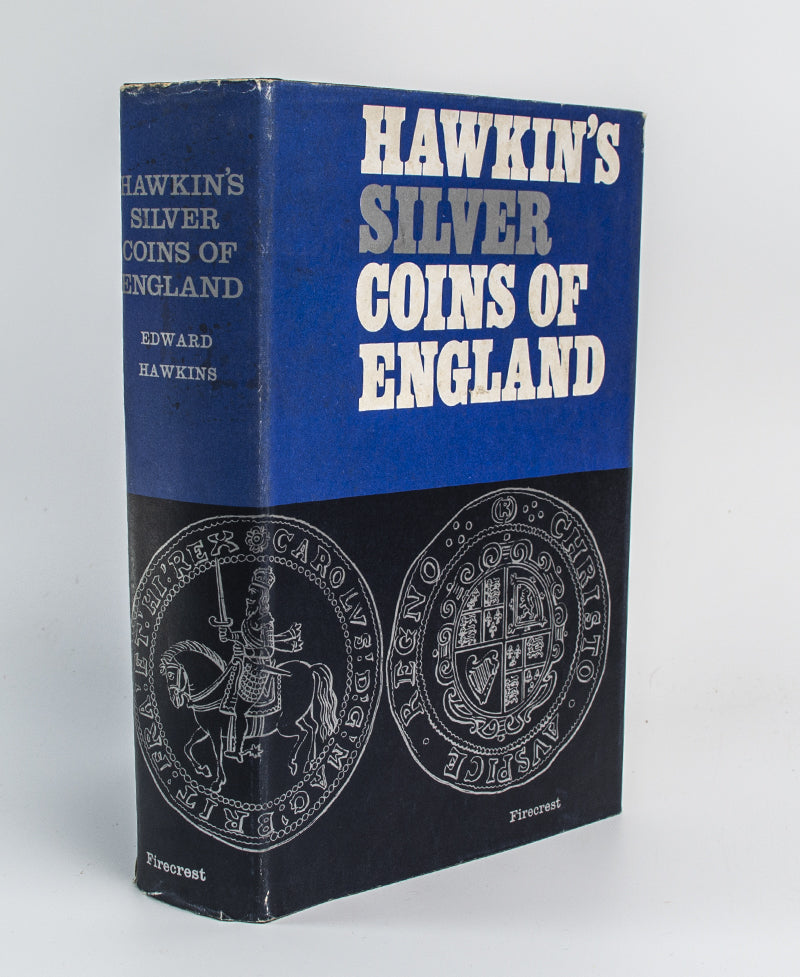 HAWKIN'S
SILVER
COINS OF
ENGLAND
EDWARD
HAWKINS
CAROLVS:D:G:MAG:BRIT:FRA:ET:HI:REX
Firecrest
HAWKIN'S
SILVER
COINS OF
ENGLAND
CHRISTO·AVSPICE·REGNO
R
Firecrest